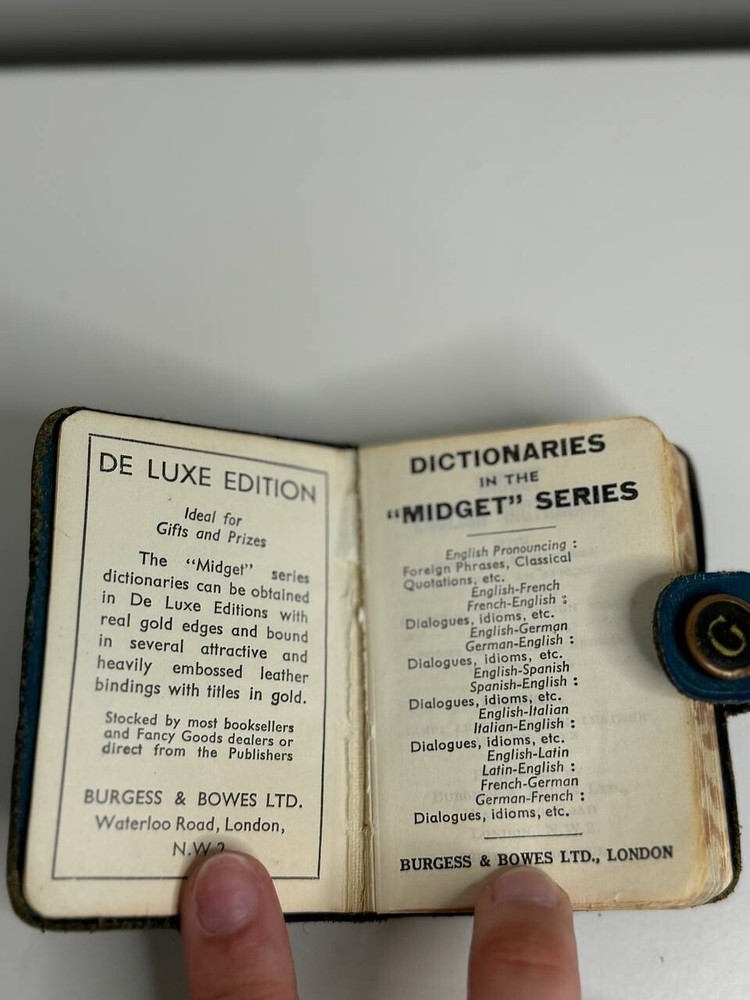 DE LUXE EDITION
Ideal for
Gifts and Prizes
The "Midget" series
dictionaries can be obtained
in De Luxe Editions with
real gold edges and bound
in several attractive and
heavily embossed leather
bindings with titles in gold.
Stocked by most booksellers
and Fancy Goods dealers or
direct from the Publishers
BURGESS & BOWES LTD.
Waterloo Road, London,
N.W.2
DICTIONARIES
IN THE
"MIDGET" SERIES
English Pronouncing :
Foreign Phrases, Classical
Quotations, etc.
English-French
French-English :
Dialogues, idioms, etc.
English-German
German-English :
Dialogues, idioms, etc.
English-Spanish
Spanish-English :
Dialogues, idioms, etc.
English-Italian
Italian-English :
Dialogues, idioms, etc.
English-Latin
Latin-English :
French-German
German-French :
Dialogues, idioms, etc.
BURGESS & BOWES LTD., LONDON
G